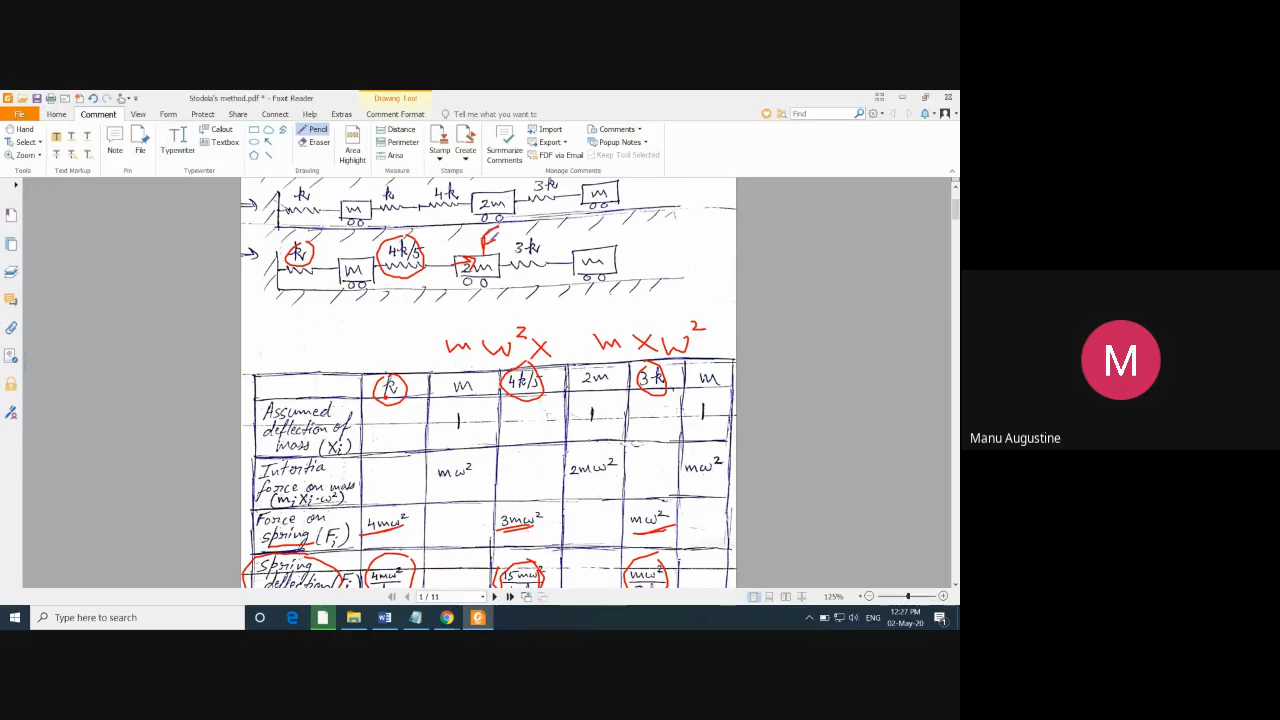 Stodola's method.pdf * - Foxit Reader
Drawing Tool
File Home Comment View Form Protect Share Connect Help Extras Comment Format Tell me what you want tc Find
Hand Select Zoom Tools
Text Markup
Note File Pin
Typewriter Callout Textbox Typewriter
Pencil Eraser Area Highlight Drawing
Distance Perimeter Area Measure
Stamp Create Stamps
Summarize Comments Import Export FDF via Email Comments Popup Notes Keep Tool Selected Manage Comments
k m k 4k 2m 3k m
k m 4k/5 F 2m 3k m
m w² x m x w²
k m 4k/5 2m 3k m
Assumed deflection of mass (xi) 1 1 1
Intertia force on mass (mi xi·ω²) mω² 2mω² mω²
Force on spring (Fi) 4mω² 3mω² mω²
Spring deflection (Fi 4mω² 15mω² mω²
1 / 11 125%
Type here to search
ENG 12:27 PM 02-May-20 1
M
Manu Augustine